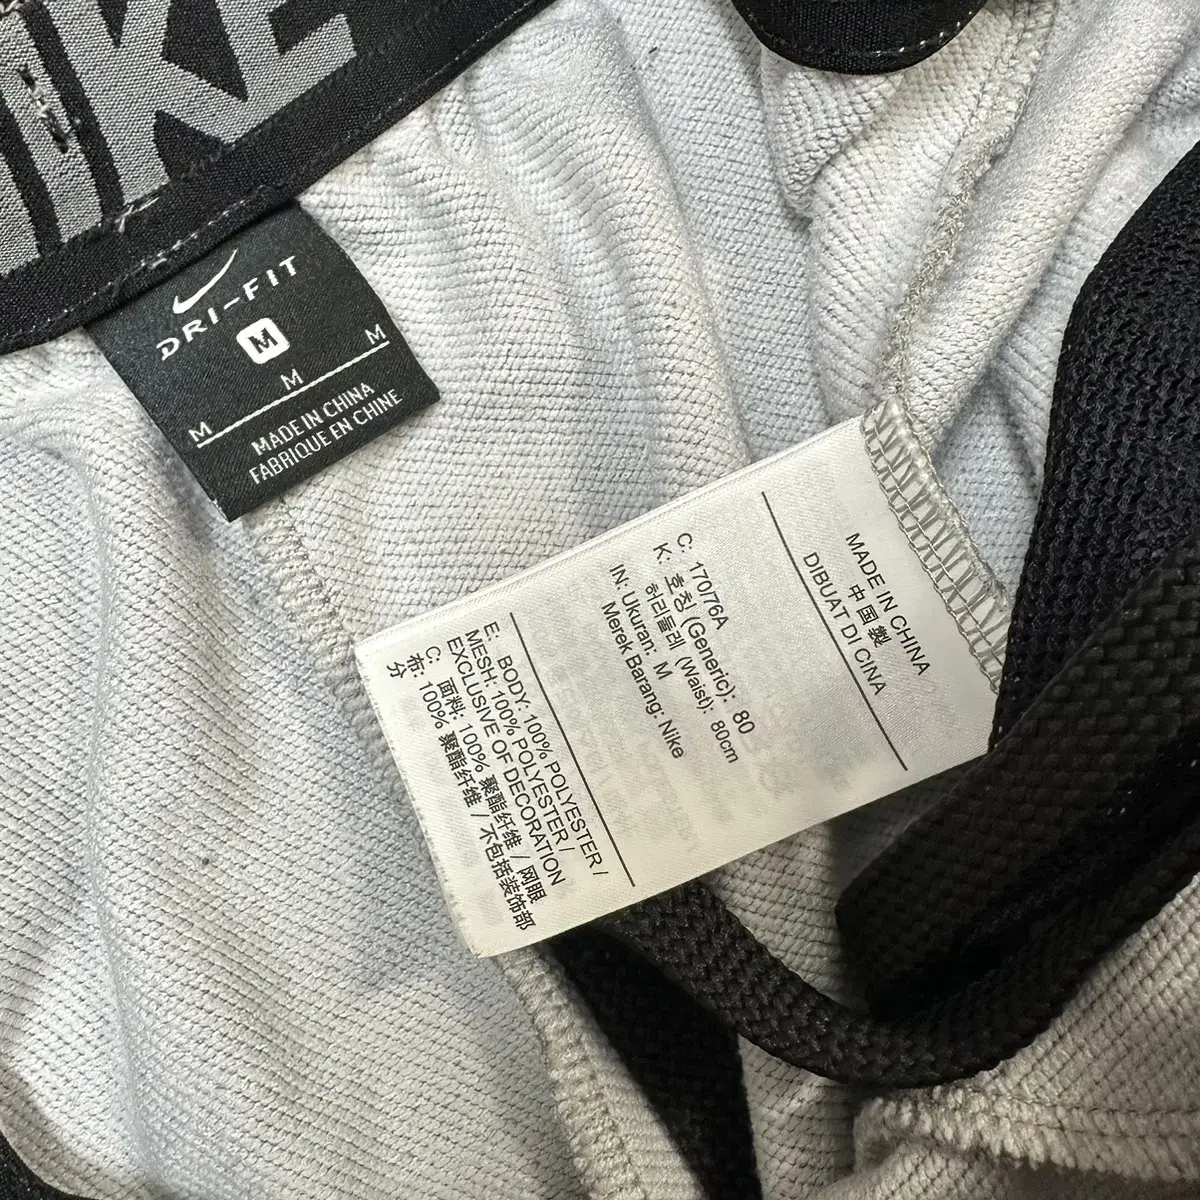 NIKE
DRI-FIT
M
M M M
MADE IN CHINA
FABRIQUE EN CHINE
MADE IN CHINA
中国製
DIBUAT DI CINA
C: 170/76A
K: 호칭 (Generic): 80
허리둘레 (Waist): 80cm
IN: Ukuran: M
Merek Barang: Nike
E: BODY: 100% POLYESTER /
MESH: 100% POLYESTER /
EXCLUSIVE OF DECORATION
C: 面料: 100% 聚酯纤维 / 网眼
布: 100% 聚酯纤维 / 不包括装饰部
分